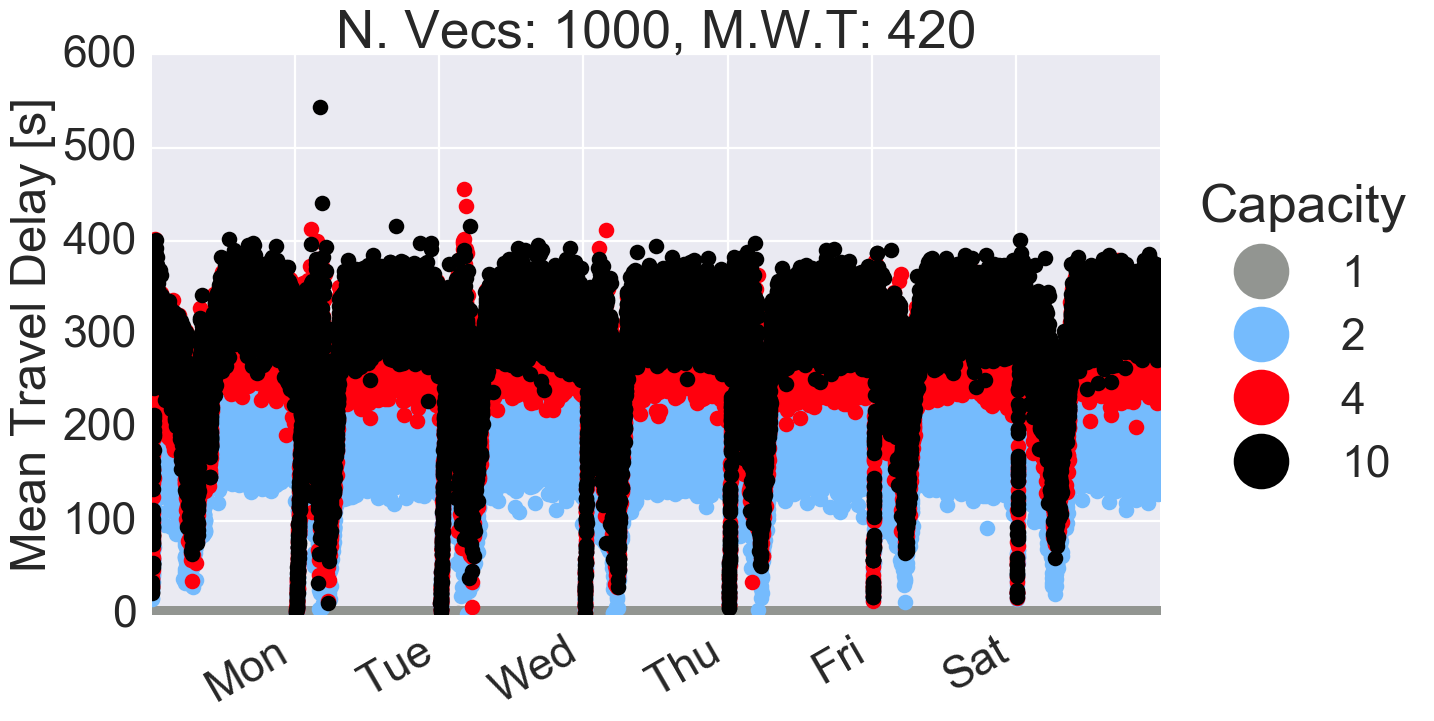 N. Vecs: 1000, M.W.T: 420
Mean Travel Delay [s]
600
500
400
300
200
100
0
Mon
Tue
Wed
Thu
Fri
Sat
Capacity
1
2
4
10